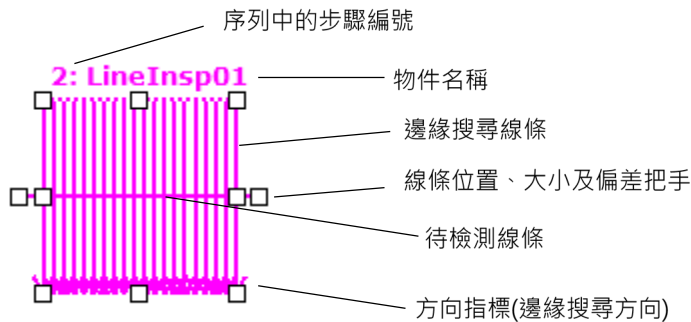 序列中的步驟編號
2: LineInsp01
物件名稱
邊緣搜尋線條
線條位置、大小及偏差把手
待檢測線條
方向指標(邊緣搜尋方向)